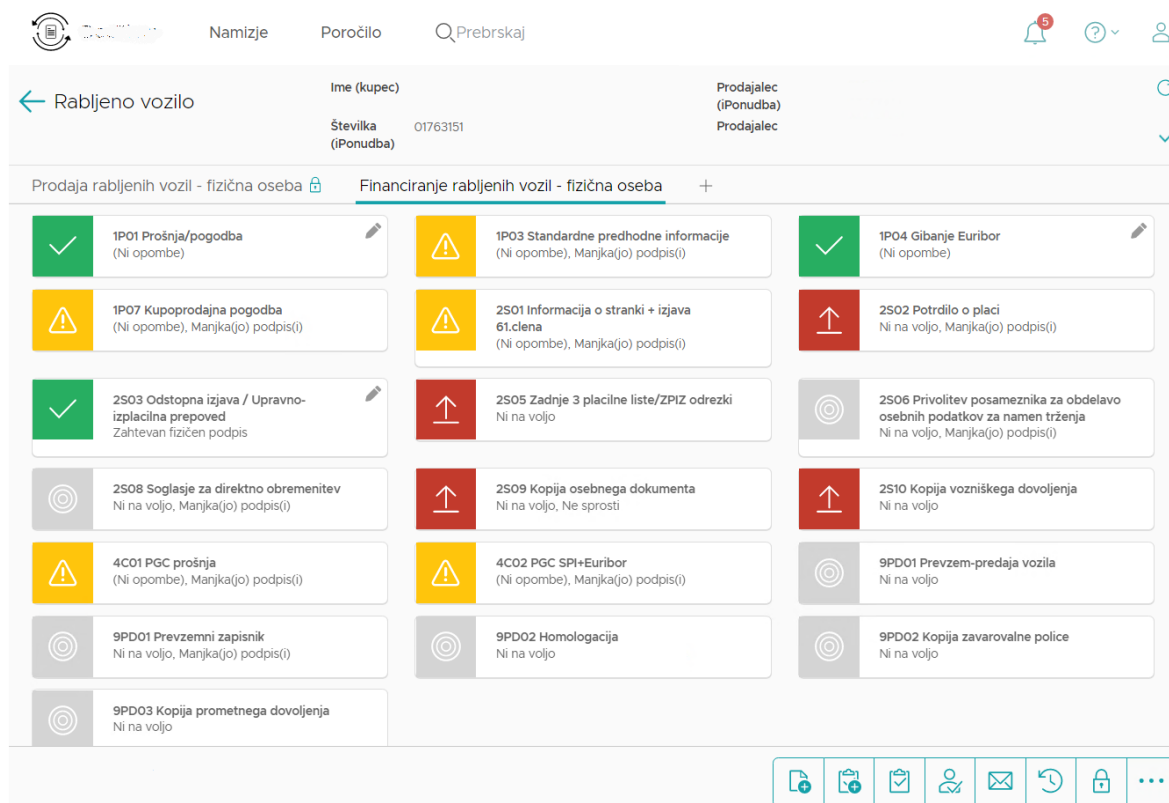 Namizje
Poročilo
Prebrskaj
5
Rabljeno vozilo
Ime (kupec)
Številka
(iPonudba)
01763151
Prodajalec
(iPonudba)
Prodajalec
Prodaja rabljenih vozil - fizična oseba
Financiranje rabljenih vozil - fizična oseba
1P01 Prošnja/pogodba
(Ni opombe)
1P03 Standardne predhodne informacije
(Ni opombe), Manjka(jo) podpis(i)
1P04 Gibanje Euribor
(Ni opombe)
1P07 Kupoprodajna pogodba
(Ni opombe), Manjka(jo) podpis(i)
2S01 Informacija o stranki + izjava
61.clena
(Ni opombe), Manjka(jo) podpis(i)
2S02 Potrdilo o placi
Ni na voljo, Manjka(jo) podpis(i)
2S03 Odstopna izjava / Upravno-
izplacilna prepoved
Zahtevan fizičen podpis
2S05 Zadnje 3 placilne liste/ZPIZ odrezki
Ni na voljo
2S06 Privolitev posameznika za obdelavo
osebnih podatkov za namen trženja
Ni na voljo, Manjka(jo) podpis(i)
2S08 Soglasje za direktno obremenitev
Ni na voljo, Manjka(jo) podpis(i)
2S09 Kopija osebnega dokumenta
Ni na voljo, Ne sprosti
2S10 Kopija vozniškega dovoljenja
Ni na voljo
4C01 PGC prošnja
(Ni opombe), Manjka(jo) podpis(i)
4C02 PGC SPI+Euribor
(Ni opombe), Manjka(jo) podpis(i)
9PD01 Prevzem-predaja vozila
Ni na voljo
9PD01 Prevzemni zapisnik
Ni na voljo, Manjka(jo) podpis(i)
9PD02 Homologacija
Ni na voljo
9PD02 Kopija zavarovalne police
Ni na voljo
9PD03 Kopija prometnega dovoljenja
Ni na voljo